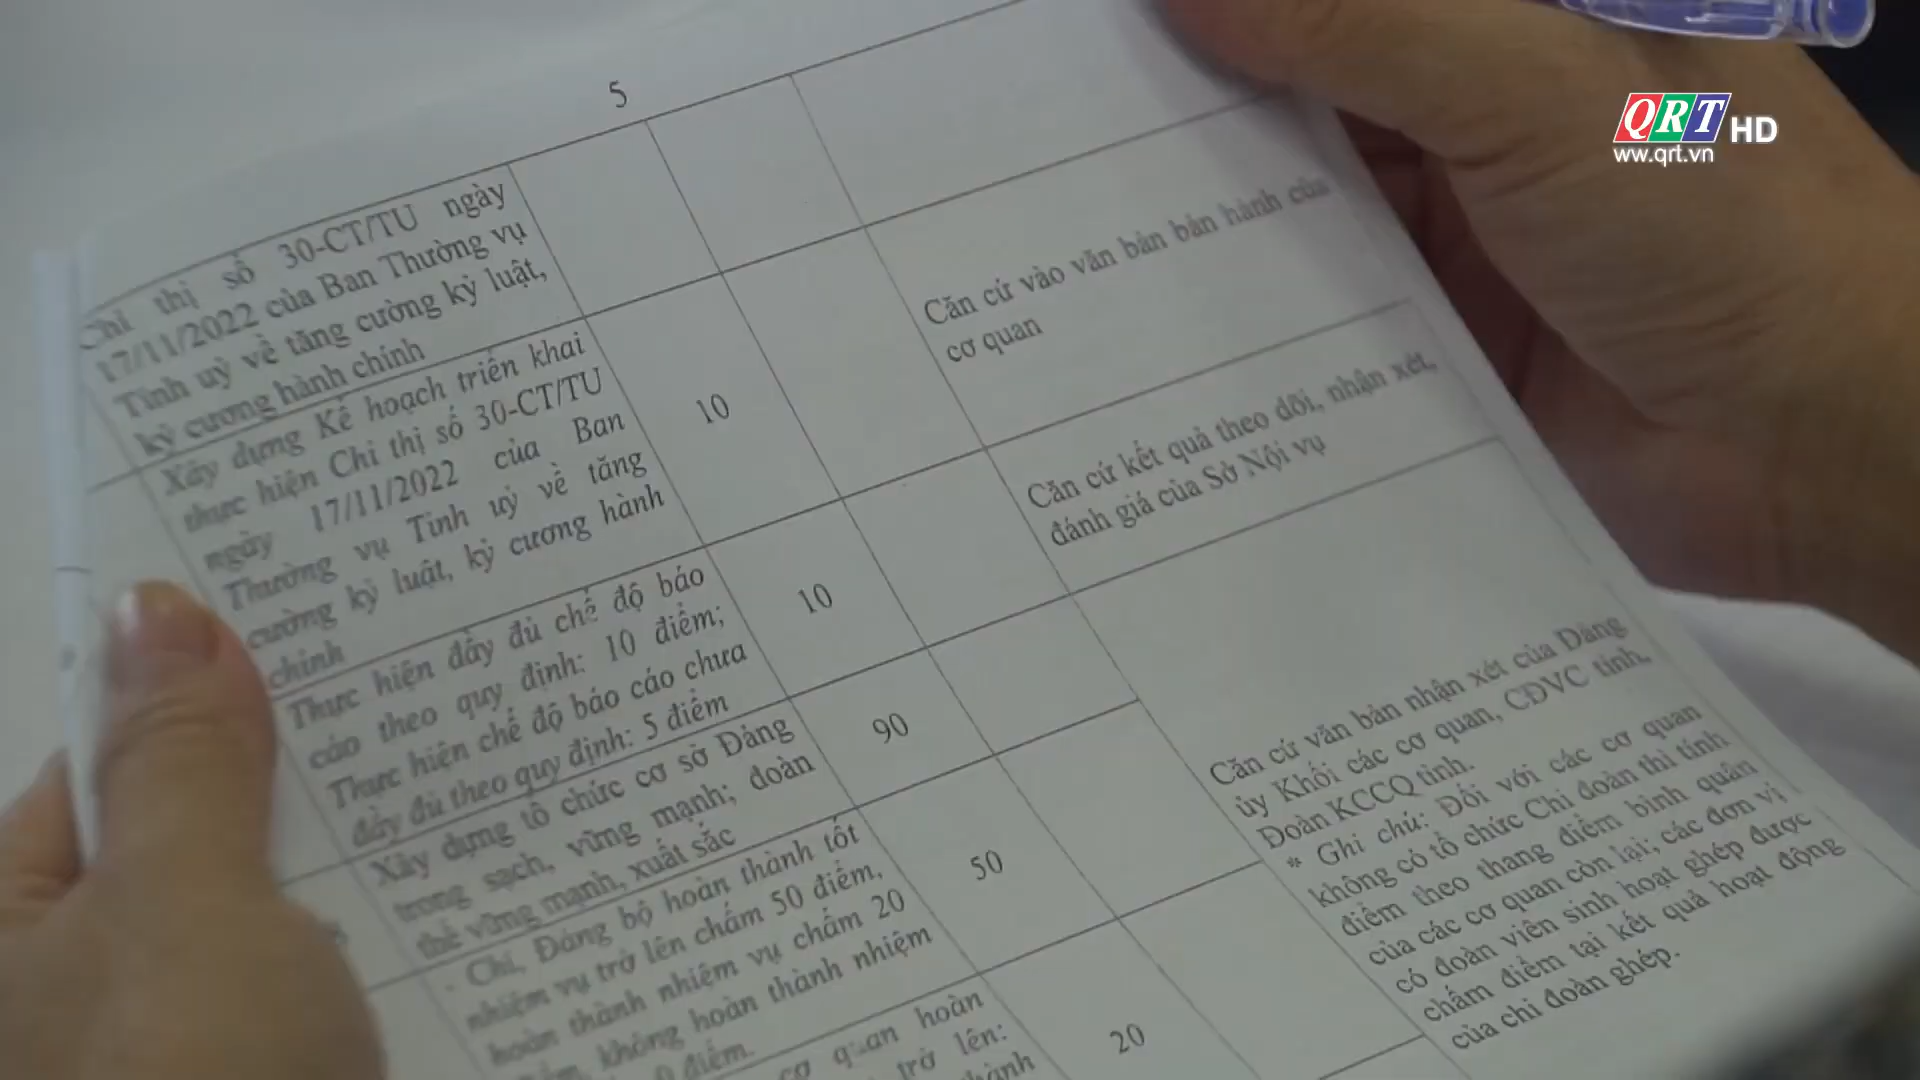 QRT HD
ww.qrt.vn
5
Chỉ thị số 30-CT/TU ngày
17/11/2022 của Ban Thường vụ
Tỉnh uỷ về tăng cường kỷ luật,
kỷ cương hành chính
Xây dựng Kế hoạch triển khai
thực hiện Chỉ thị số 30-CT/TU
ngày 17/11/2022 của Ban
Thường vụ Tỉnh uỷ về tăng
cường kỷ luật, kỷ cương hành
chính
10
Căn cứ vào văn bản ban hành của
cơ quan
Thực hiện đầy đủ chế độ báo
cáo theo quy định: 10 điểm;
Thực hiện chế độ báo cáo chưa
đầy đủ theo quy định: 5 điểm
10
Căn cứ kết quả theo dõi, nhận xét,
đánh giá của Sở Nội vụ
Xây dựng tổ chức cơ sở Đảng
trong sạch, vững mạnh; đoàn
thể vững mạnh, xuất sắc
90
- Chi, Đảng bộ hoàn thành tốt
nhiệm vụ trở lên chấm 50 điểm,
hoàn thành nhiệm vụ chấm 20
không hoàn thành nhiệm
0 điểm.
50
cơ quan hoàn
trở lên:
20
Căn cứ văn bản nhận xét của Đảng
ủy Khối các cơ quan, CĐVC tỉnh,
Đoàn KCCQ tỉnh.
* Ghi chú: Đối với các cơ quan
không có tổ chức Chi đoàn thì tính
điểm theo thang điểm bình quân
của các cơ quan còn lại; các đơn vị
có đoàn viên sinh hoạt ghép được
chấm điểm tại kết quả hoạt động
của chi đoàn ghép.